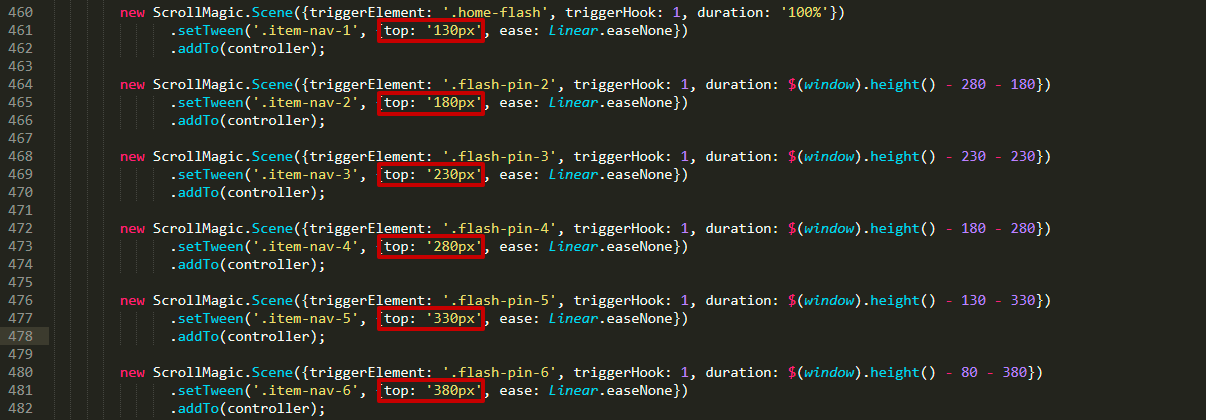 460 new ScrollMagic.Scene({triggerElement: '.home-flash', triggerHook: 1, duration: '100%'})
461 .setTween('.item-nav-1', {top: '130px', ease: Linear.easeNone})
462 .addTo(controller);
463
464 new ScrollMagic.Scene({triggerElement: '.flash-pin-2', triggerHook: 1, duration: $(window).height() - 280 - 180})
465 .setTween('.item-nav-2', {top: '180px', ease: Linear.easeNone})
466 .addTo(controller);
467
468 new ScrollMagic.Scene({triggerElement: '.flash-pin-3', triggerHook: 1, duration: $(window).height() - 230 - 230})
469 .setTween('.item-nav-3', {top: '230px', ease: Linear.easeNone})
470 .addTo(controller);
471
472 new ScrollMagic.Scene({triggerElement: '.flash-pin-4', triggerHook: 1, duration: $(window).height() - 180 - 280})
473 .setTween('.item-nav-4', {top: '280px', ease: Linear.easeNone})
474 .addTo(controller);
475
476 new ScrollMagic.Scene({triggerElement: '.flash-pin-5', triggerHook: 1, duration: $(window).height() - 130 - 330})
477 .setTween('.item-nav-5', {top: '330px', ease: Linear.easeNone})
478 .addTo(controller);
479
480 new ScrollMagic.Scene({triggerElement: '.flash-pin-6', triggerHook: 1, duration: $(window).height() - 80 - 380})
481 .setTween('.item-nav-6', {top: '380px', ease: Linear.easeNone})
482 .addTo(controller);